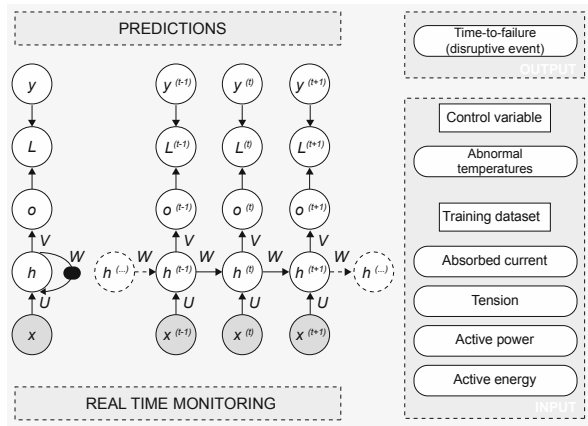 PREDICTIONS
y y (t-1) y (t) y (t+1)
L L (t-1) L (t) L (t+1)
o o (t-1) o (t) o (t+1)
V W V V V
h h (...) W h (t-1) W h (t) W h (t+1) W h (...)
U U U U
x x (t-1) x (t) x (t+1)
REAL TIME MONITORING
Time-to-failure
(disruptive event)
OUTPUT
Control variable
Abnormal
temperatures
Training dataset
Absorbed current
Tension
Active power
Active energy
INPUT